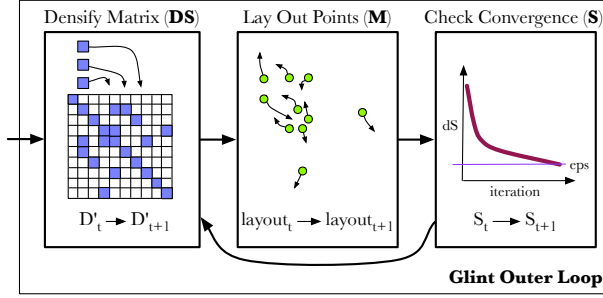 Densify Matrix (DS)
Lay Out Points (M)
Check Convergence (S)
dS
eps
iteration
D't → D't+1
layoutt → layoutt+1
St → St+1
Glint Outer Loop